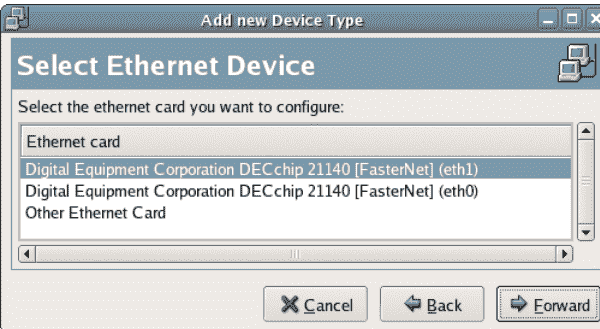 Add new Device Type
Select Ethernet Device
Select the ethernet card you want to configure:
Ethernet card
Digital Equipment Corporation DECchip 21140 [FasterNet] (eth1)
Digital Equipment Corporation DECchip 21140 [FasterNet] (eth0)
Other Ethernet Card
Cancel
Back
Forward